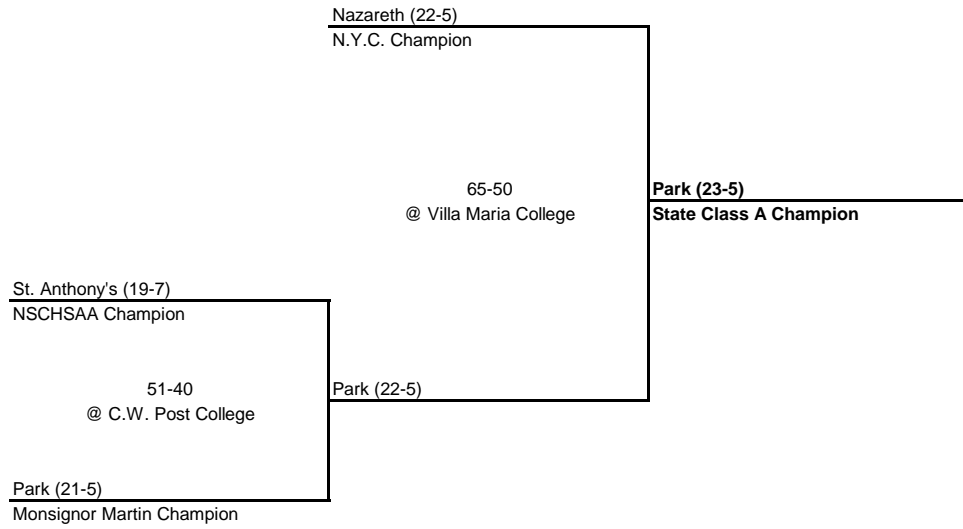 Nazareth (22-5)
N.Y.C. Champion
65-50
@ Villa Maria College
Park (23-5)
State Class A Champion
St. Anthony's (19-7)
NSCHSAA Champion
51-40
@ C.W. Post College
Park (22-5)
Park (21-5)
Monsignor Martin Champion